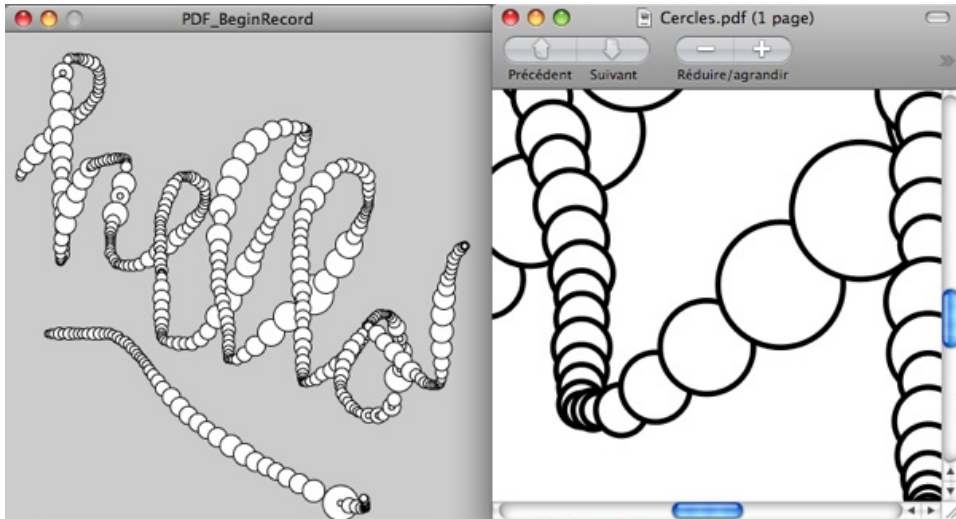 PDF_BeginRecord
hello
Cercles.pdf (1 page)
Précédent Suivant Réduire/agrandir